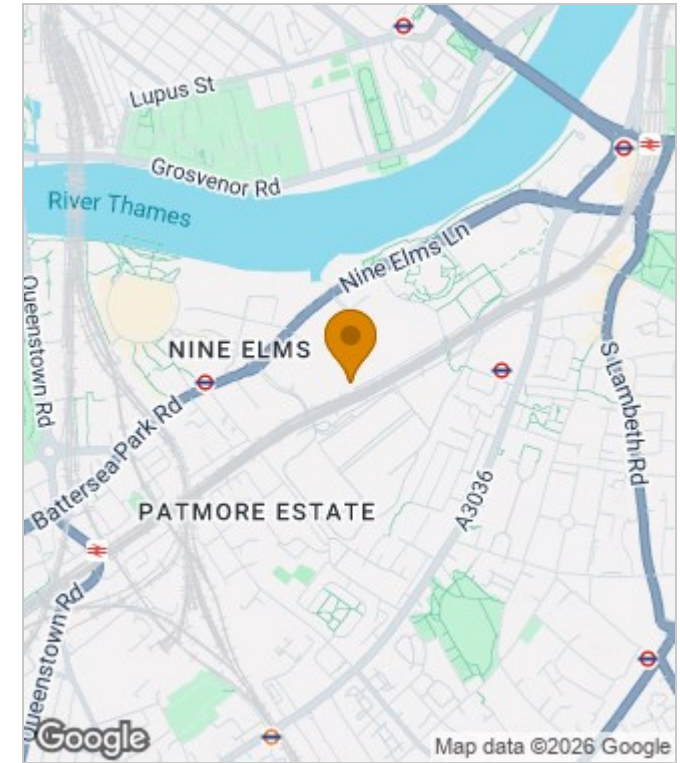 Lupus St
Grosvenor Rd
River Thames
Nine Elms Ln
Queenstown Rd
NINE ELMS
S Lambeth Rd
Battersea Park Rd
A3036
PATMORE ESTATE
Queenstown Rd
Google
Map data ©2026 Google